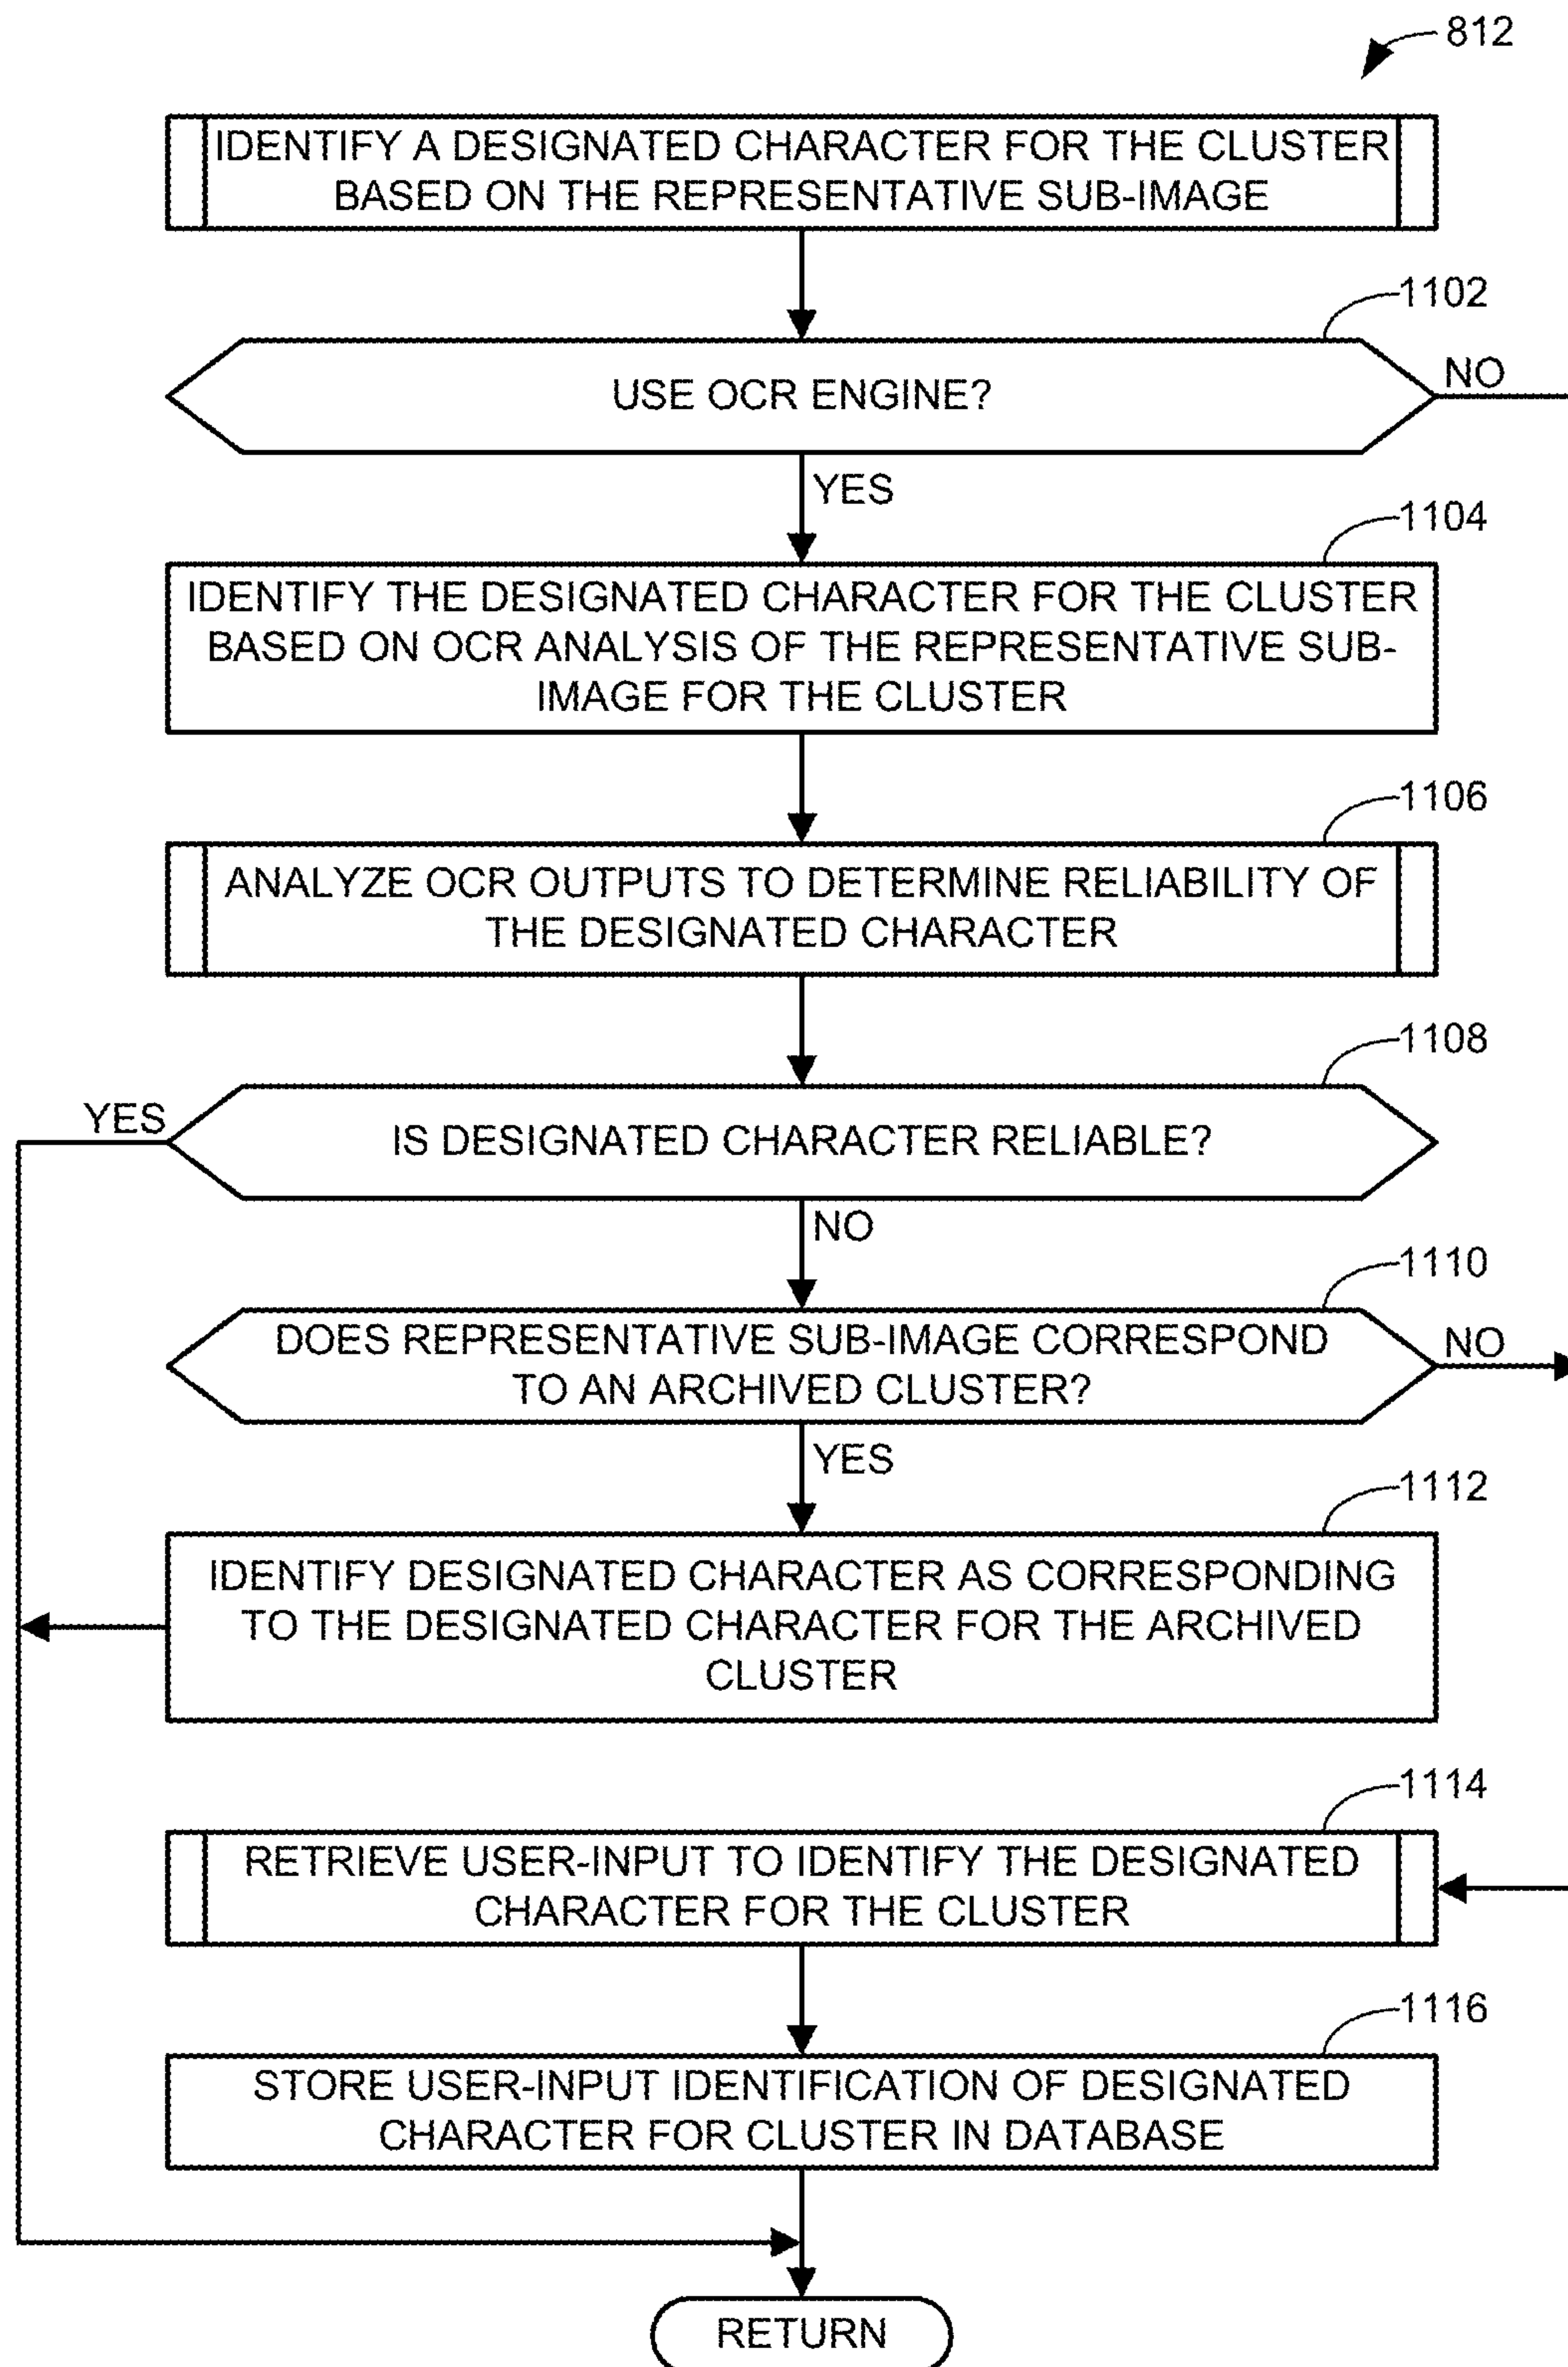 812
IDENTIFY A DESIGNATED CHARACTER FOR THE CLUSTER
BASED ON THE REPRESENTATIVE SUB-IMAGE
1102
USE OCR ENGINE?
NO
YES
1104
IDENTIFY THE DESIGNATED CHARACTER FOR THE CLUSTER
BASED ON OCR ANALYSIS OF THE REPRESENTATIVE SUB-
IMAGE FOR THE CLUSTER
1106
ANALYZE OCR OUTPUTS TO DETERMINE RELIABILITY OF
THE DESIGNATED CHARACTER
1108
YES
IS DESIGNATED CHARACTER RELIABLE?
NO
1110
DOES REPRESENTATIVE SUB-IMAGE CORRESPOND
TO AN ARCHIVED CLUSTER?
NO
YES
1112
IDENTIFY DESIGNATED CHARACTER AS CORRESPONDING
TO THE DESIGNATED CHARACTER FOR THE ARCHIVED
CLUSTER
1114
RETRIEVE USER-INPUT TO IDENTIFY THE DESIGNATED
CHARACTER FOR THE CLUSTER
1116
STORE USER-INPUT IDENTIFICATION OF DESIGNATED
CHARACTER FOR CLUSTER IN DATABASE
RETURN